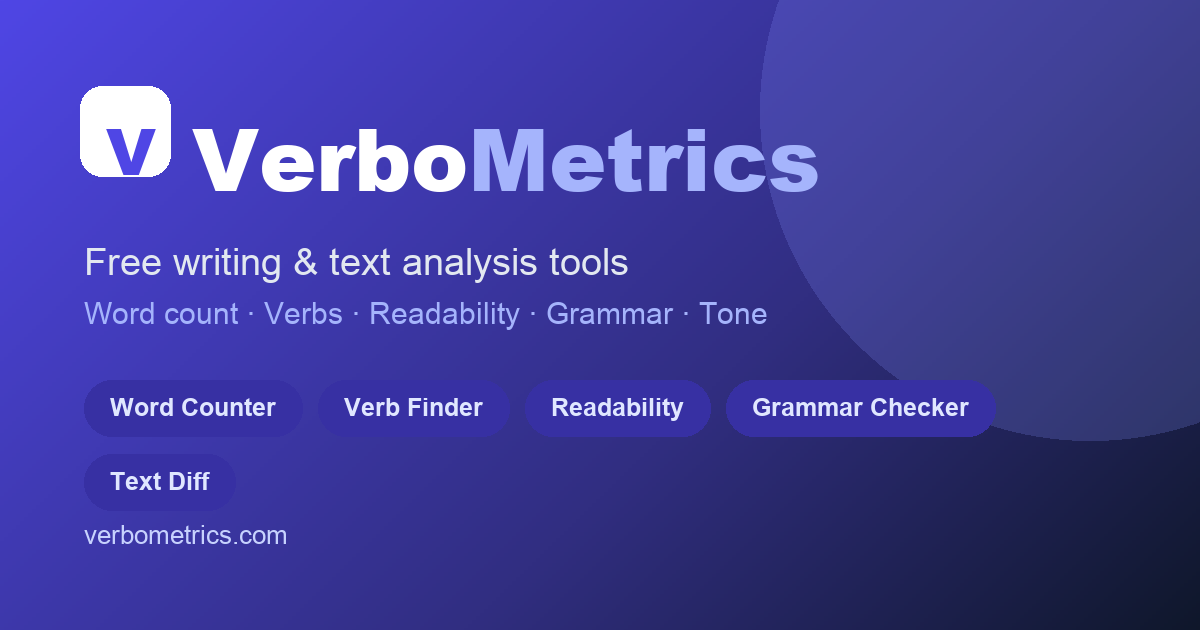 V VerboMetrics
Free writing & text analysis tools
Word count · Verbs · Readability · Grammar · Tone
Word Counter Verb Finder Readability Grammar Checker
Text Diff
verbometrics.com